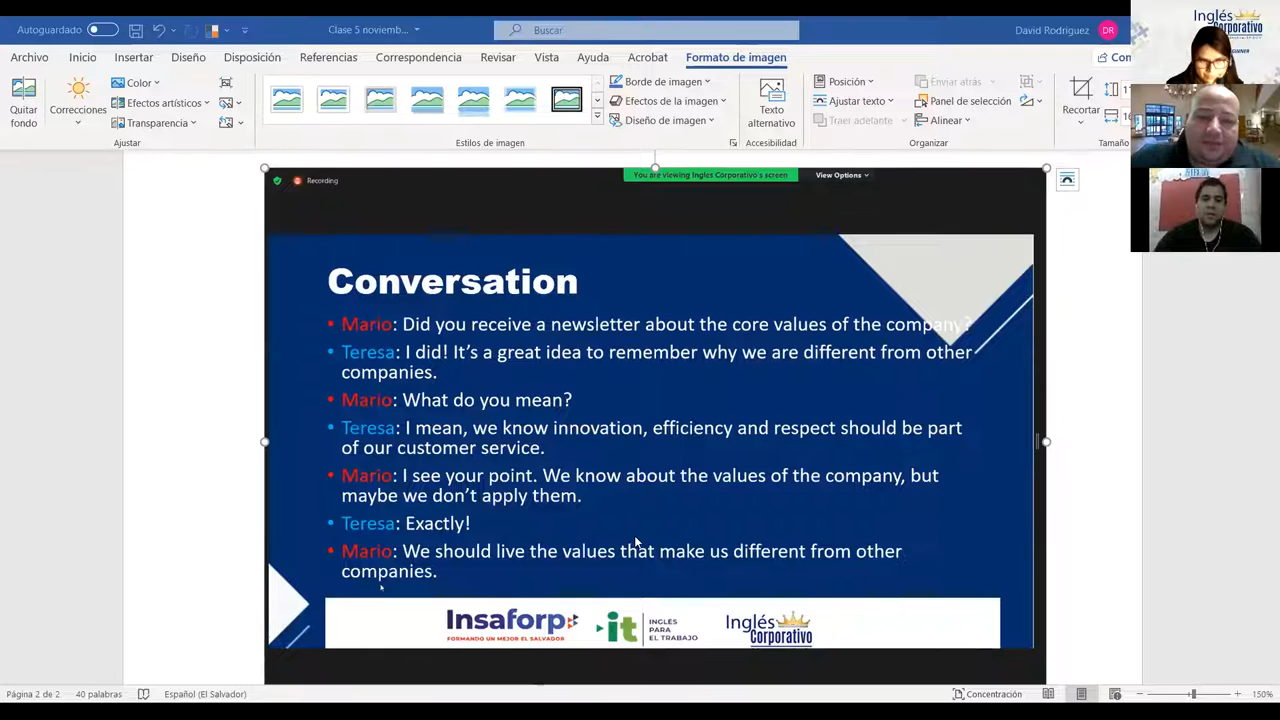 Autoguardado
Clase 5 noviemb...
Buscar
David Rodriguez
DR
Archivo
Inicio
Insertar
Diseño
Disposición
Referencias
Correspondencia
Revisar
Vista
Ayuda
Acrobat
Formato de imagen
Quitar fondo
Correcciones
Color
Efectos artísticos
Transparencia
Ajustar
Estilos de imagen
Borde de imagen
Efectos de la imagen
Diseño de imagen
Texto alternativo
Accesibilidad
Posición
Ajustar texto
Traer adelante
Enviar atrás
Panel de selección
Alinear
Organizar
Recortar
Tamaño
Inglés
Corporativo
Recording
You are viewing Ingles Corporativo's screen
View Options
Conversation
• Mario: Did you receive a newsletter about the core values of the company?
• Teresa: I did! It’s a great idea to remember why we are different from other
companies.
• Mario: What do you mean?
• Teresa: I mean, we know innovation, efficiency and respect should be part
of our customer service.
• Mario: I see your point. We know about the values of the company, but
maybe we don’t apply them.
• Teresa: Exactly!
• Mario: We should live the values that make us different from other
companies.
Insaforp
FORMANDO UN MEJOR EL SALVADOR
it
INGLÉS
PARA
EL TRABAJO
Inglés
Corporativo
Página 2 de 2
40 palabras
Español (El Salvador)
Concentración
150%